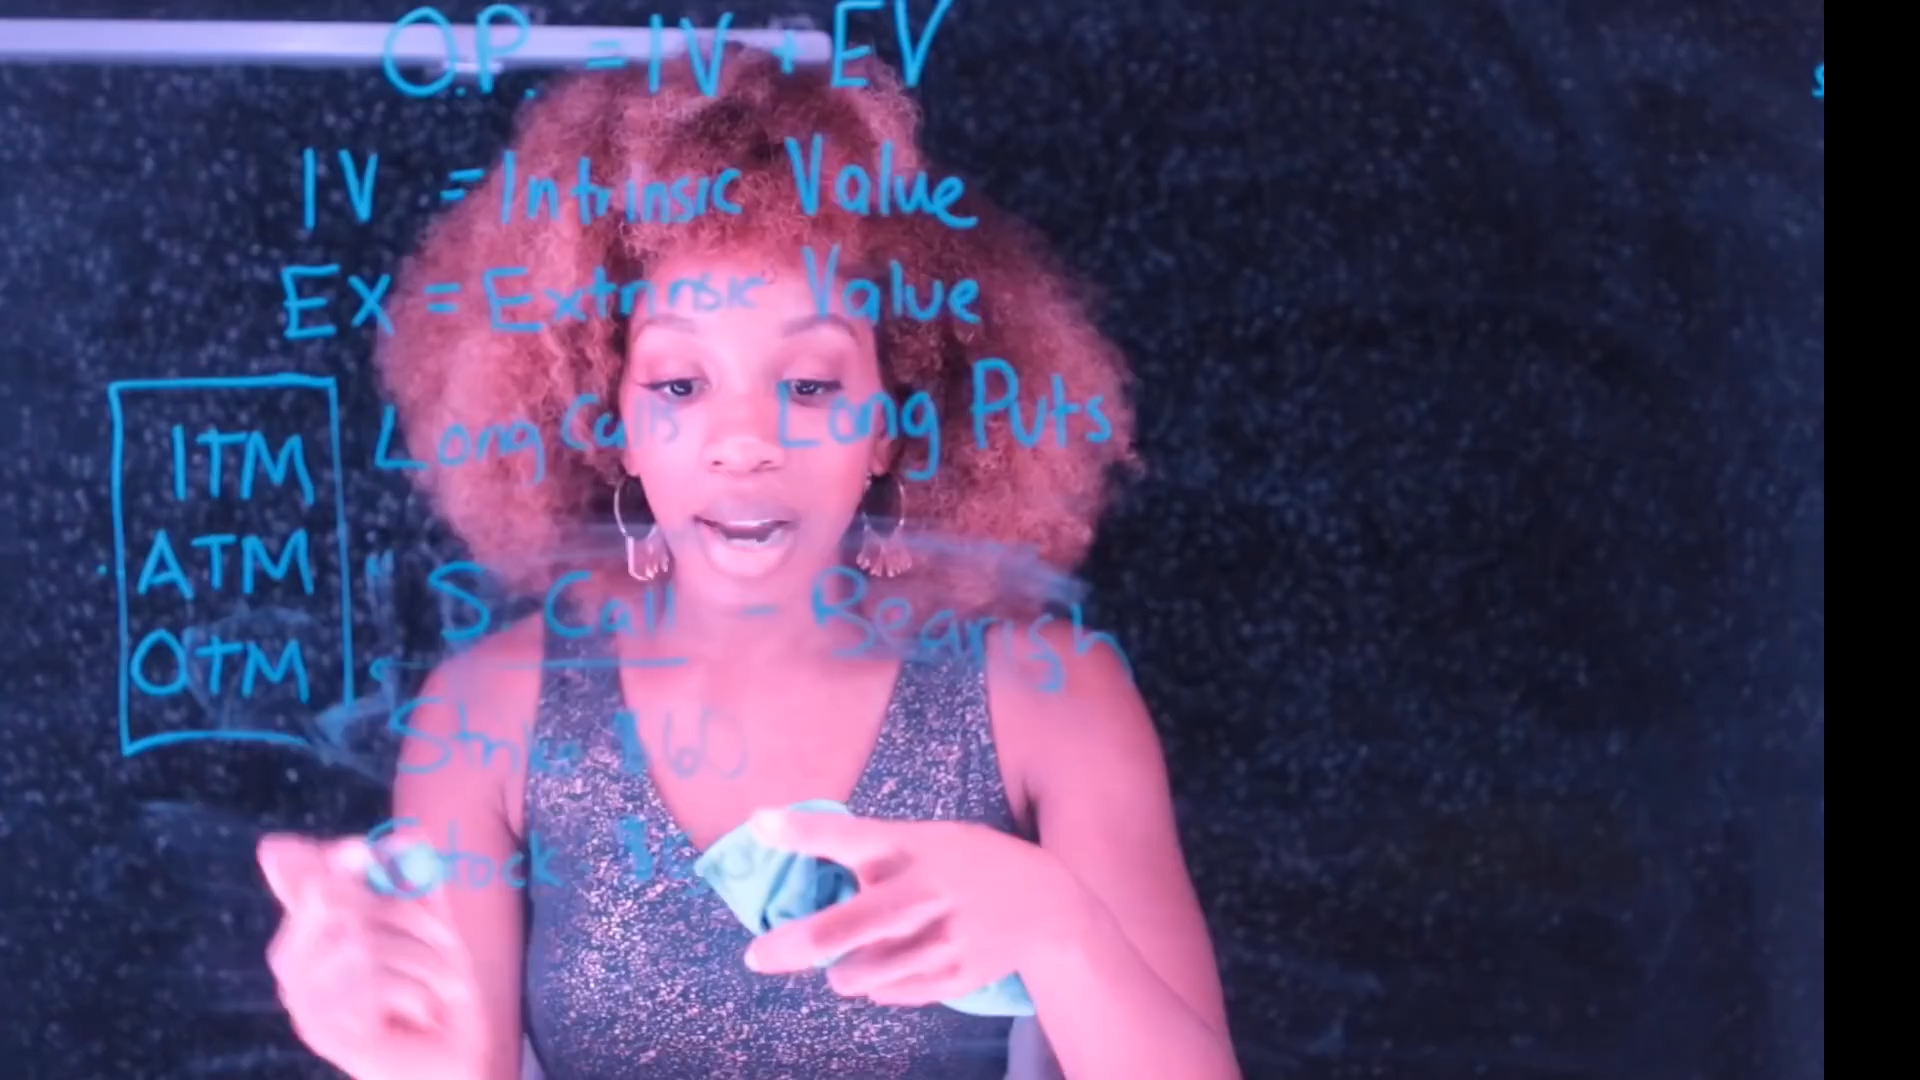 O.P. = IV + EV
IV = Intrinsic Value
EX = Extrinsic Value
ITM Long Calls Long Puts
ATM " S. Call - Bearish
OTM
Strike $60
Stock: